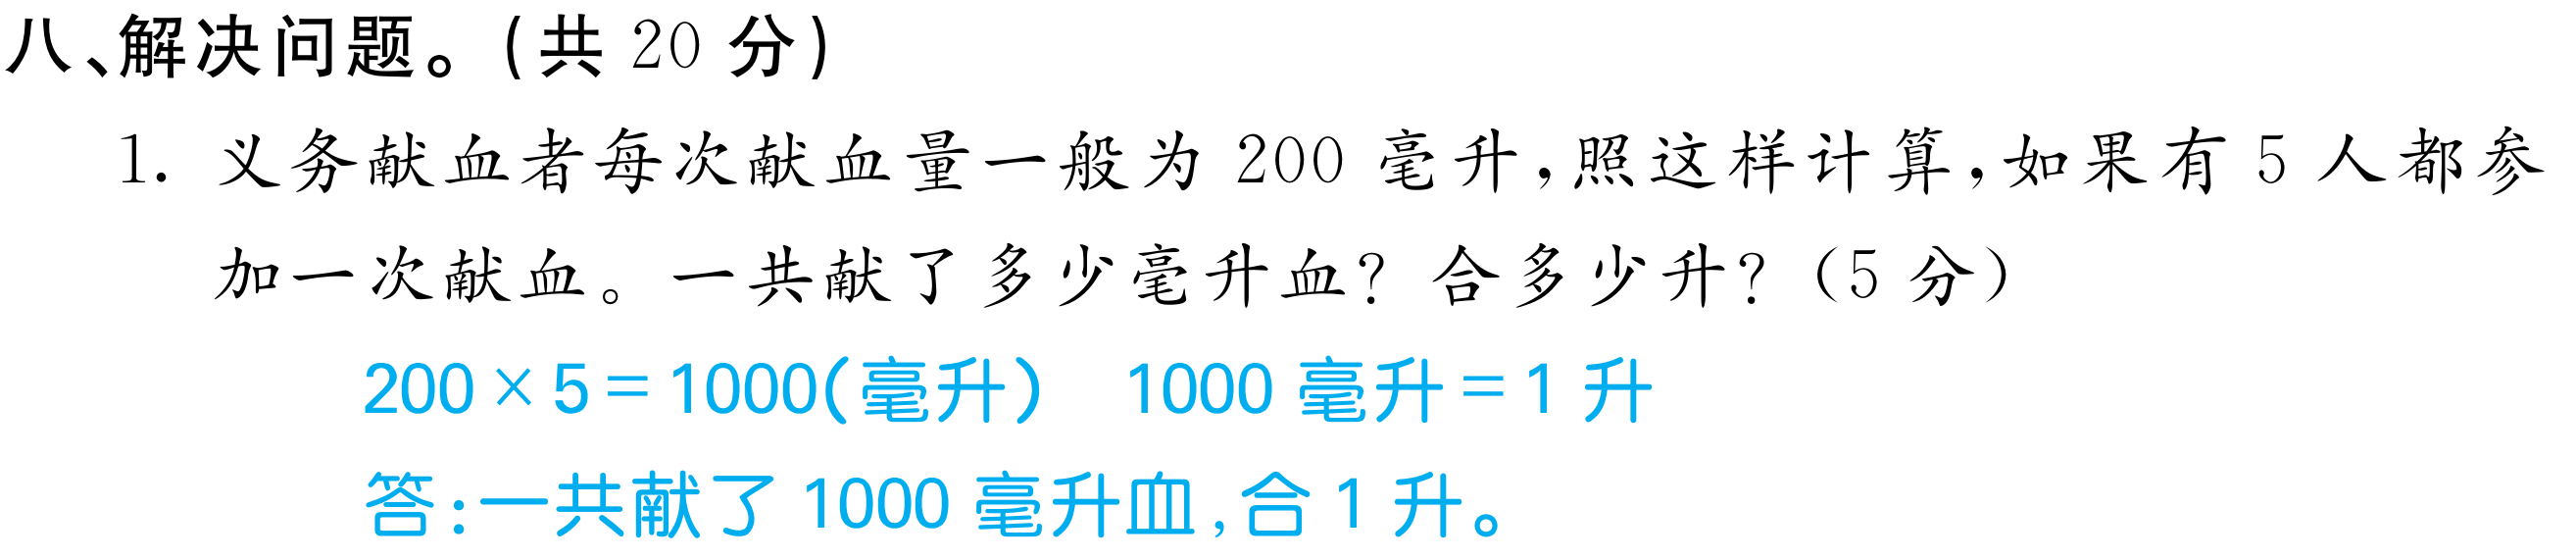 八、解决问题。(共 20 分)
1. 义务献血者每次献血量一般为 200 毫升,照这样计算,如果有 5 人都参
加一次献血。一共献了多少毫升血? 合多少升? (5 分)
200 × 5 = 1000(毫升) 1000 毫升 = 1 升
答:一共献了 1000 毫升血,合 1 升。